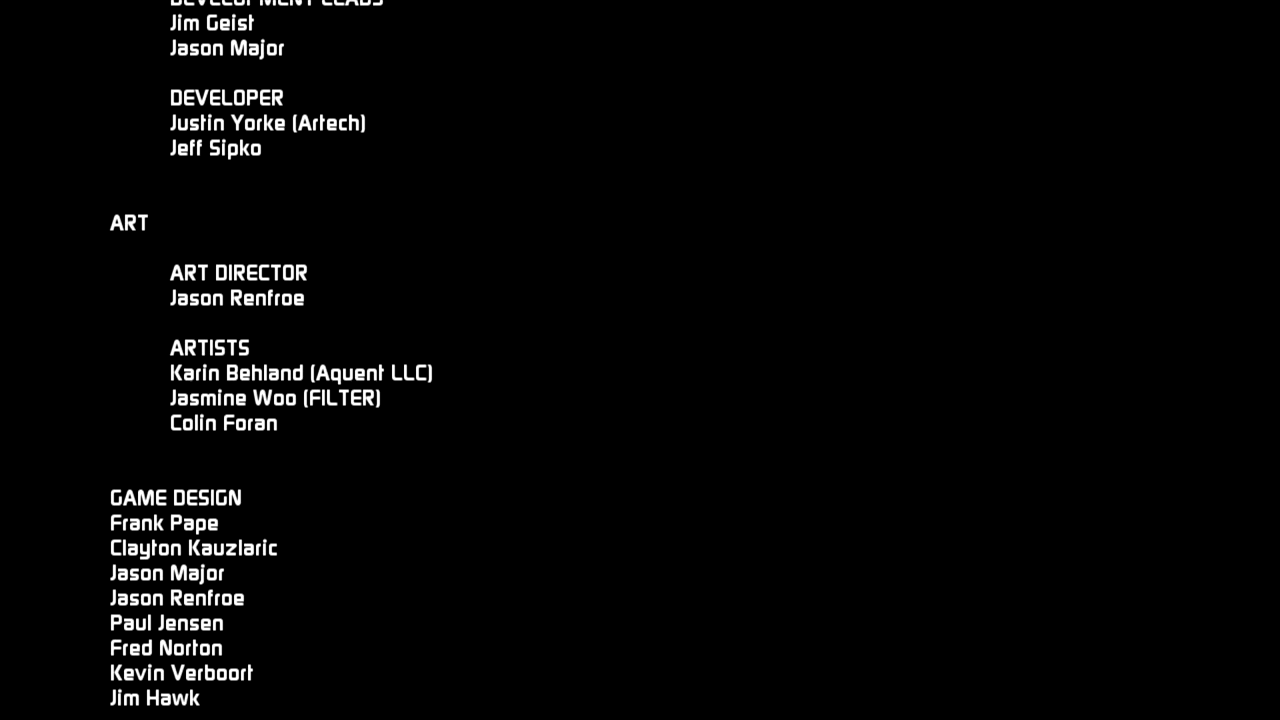 DEVELOPMENT LEADS
Jim Geist
Jason Major
DEVELOPER
Justin Yorke (Artech)
Jeff Sipko
ART
ART DIRECTOR
Jason Renfroe
ARTISTS
Karin Behland (Aquent LLC)
Jasmine Woo (FILTER)
Colin Foran
GAME DESIGN
Frank Pape
Clayton Kauzlaric
Jason Major
Jason Renfroe
Paul Jensen
Fred Norton
Kevin Verboort
Jim Hawk